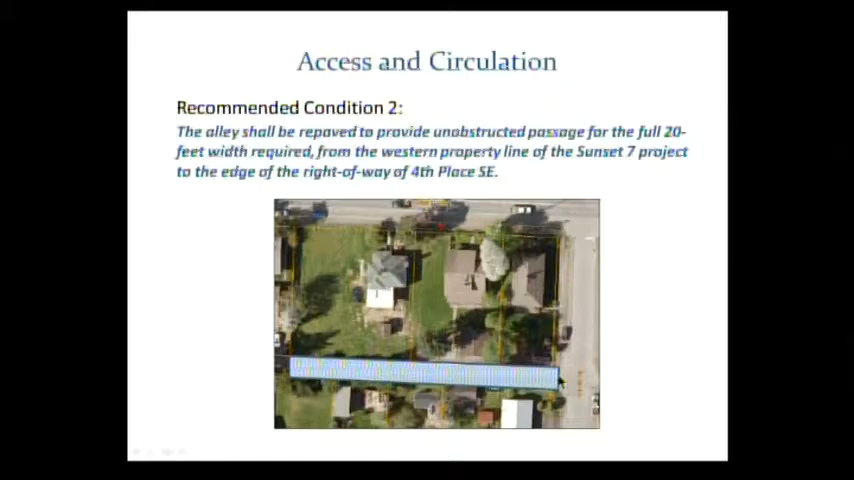 Access and Circulation
Recommended Condition 2:
The alley shall be repaved to provide unobstructed passage for the full 20-
feet width required, from the western property line of the Sunset 7 project
to the edge of the right-of-way of 4th Place SE.